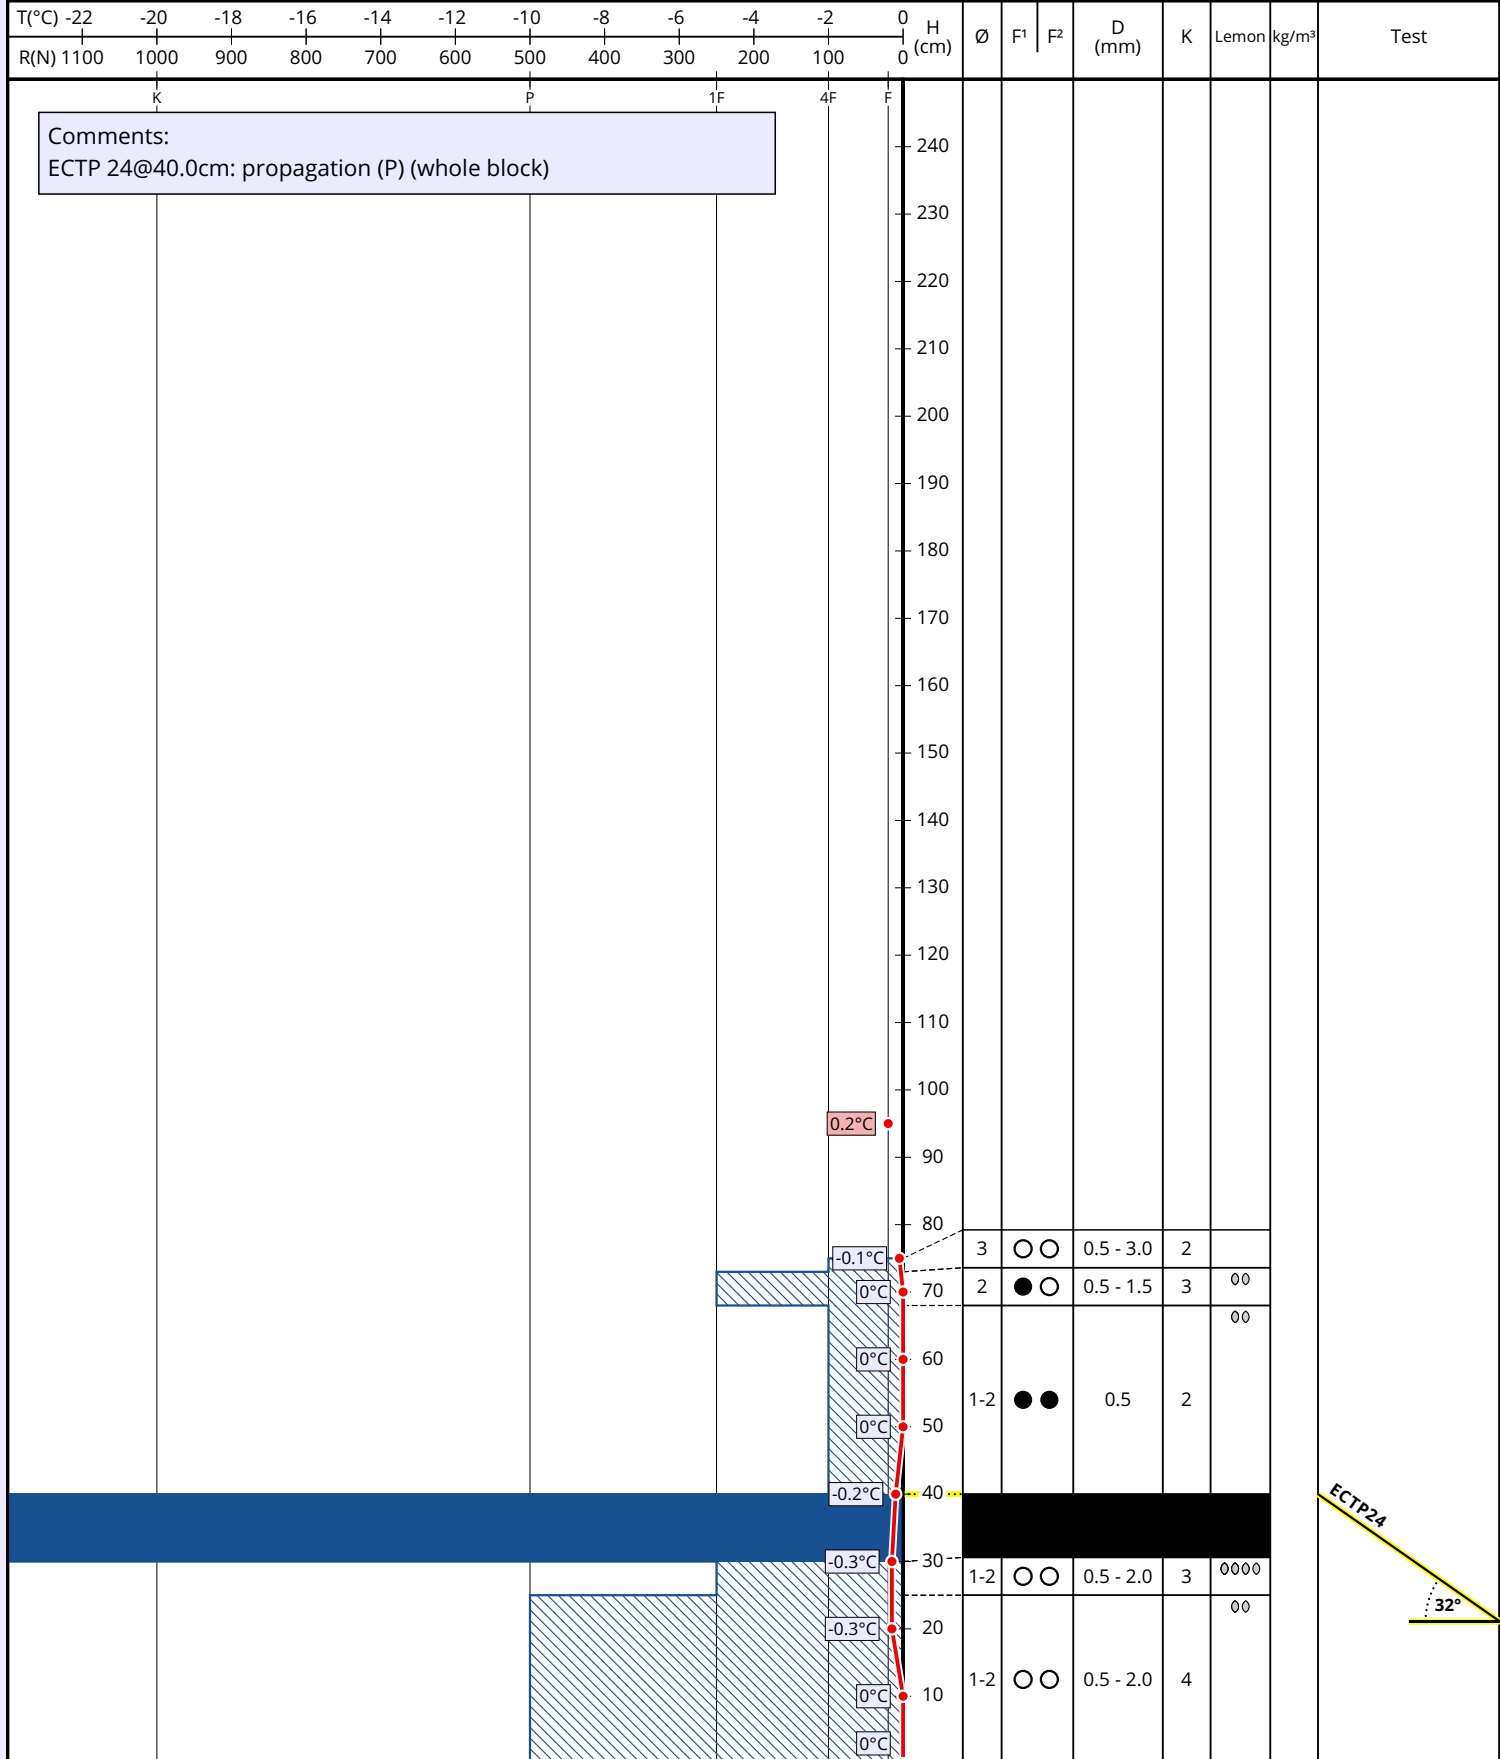 T(°C) -22 -20 -18 -16 -14 -12 -10 -8 -6 -4 -2 0
R(N) 1100 1000 900 800 700 600 500 400 300 200 100 0
H (cm) Ø F¹ F² D (mm) K Lemon kg/m³ Test
K P 1F 4F F
Comments:
ECTP 24@40.0cm: propagation (P) (whole block)
240
230
220
210
200
190
180
170
160
150
140
130
120
110
100
0.2°C
90
80
3 0.5 - 3.0 2
-0.1°C
2 0.5 - 1.5 3
0°C 70
0°C 60
1-2 0.5 2
0°C 50
-0.2°C 40
ECTP24
-0.3°C 30
1-2 0.5 - 2.0 3
32°
-0.3°C 20
1-2 0.5 - 2.0 4
0°C 10
0°C